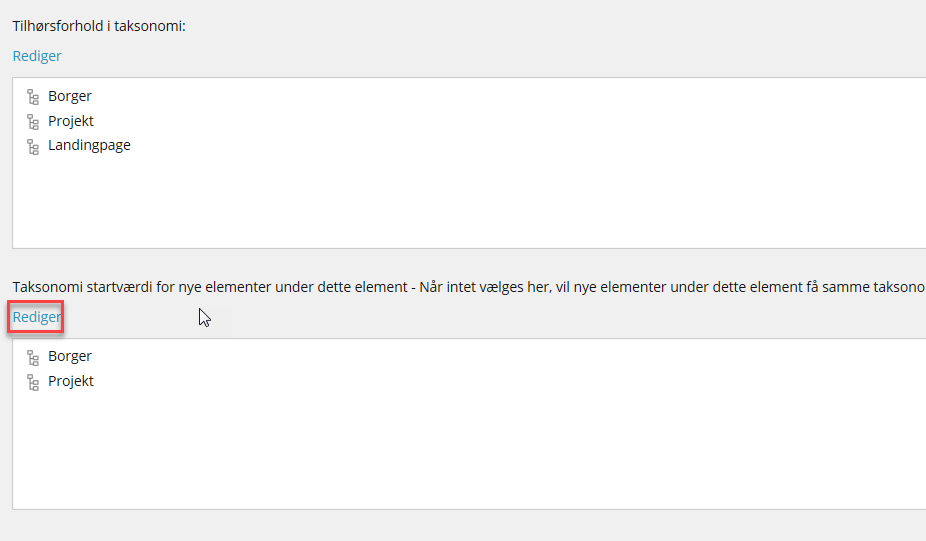 Tilhørsforhold i taksonomi:
Rediger
Borger
Projekt
Landingpage
Taksonomi startværdi for nye elementer under dette element - Når intet vælges her, vil nye elementer under dette element få samme taksono
Rediger
Borger
Projekt